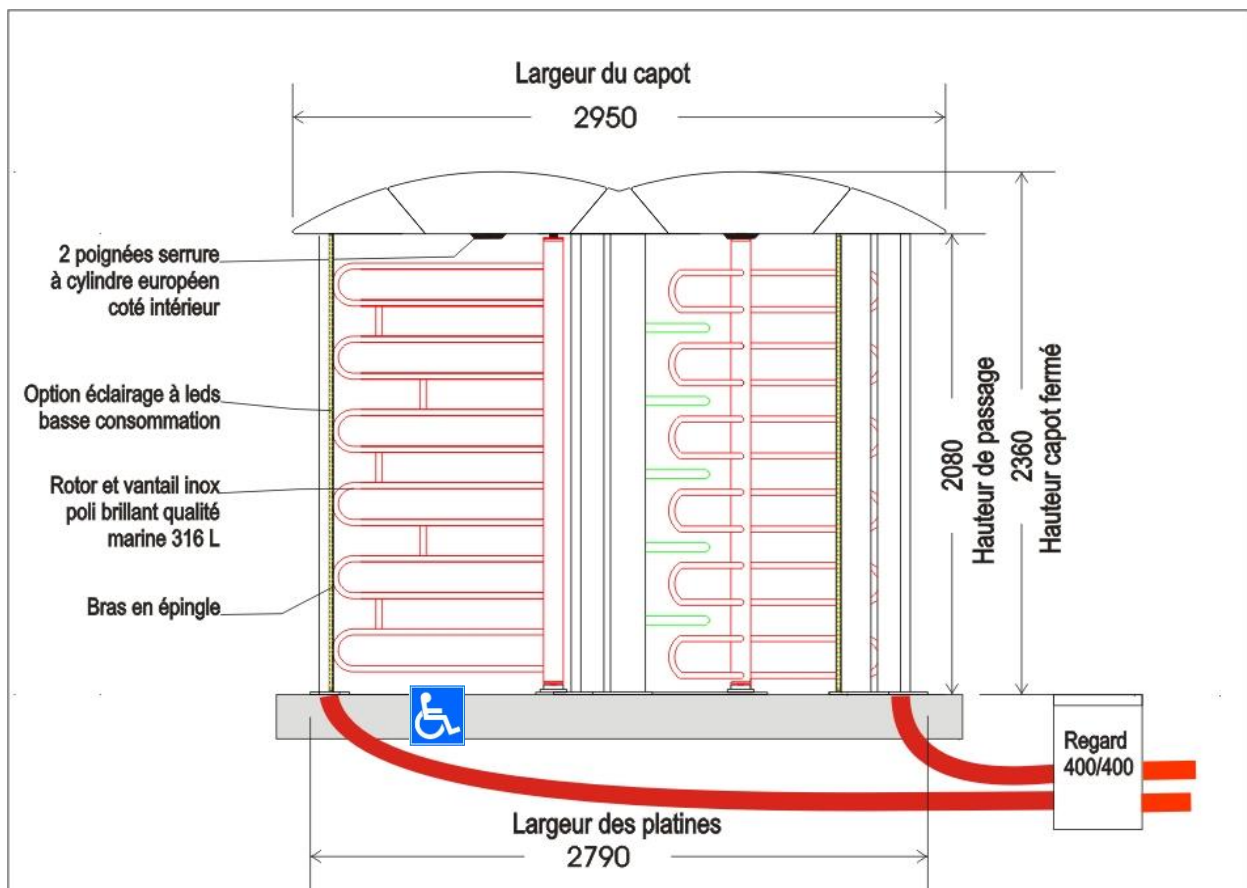 Largeur du capot
2950
2 poignées serrure
à cylindre européen
coté intérieur
Option éclairage à leds
basse consommation
Rotor et vantail inox
poli brillant qualité
marine 316 L
Bras en épingle
2080
Hauteur de passage
2360
Hauteur capot fermé
Regard
400/400
Largeur des platines
2790